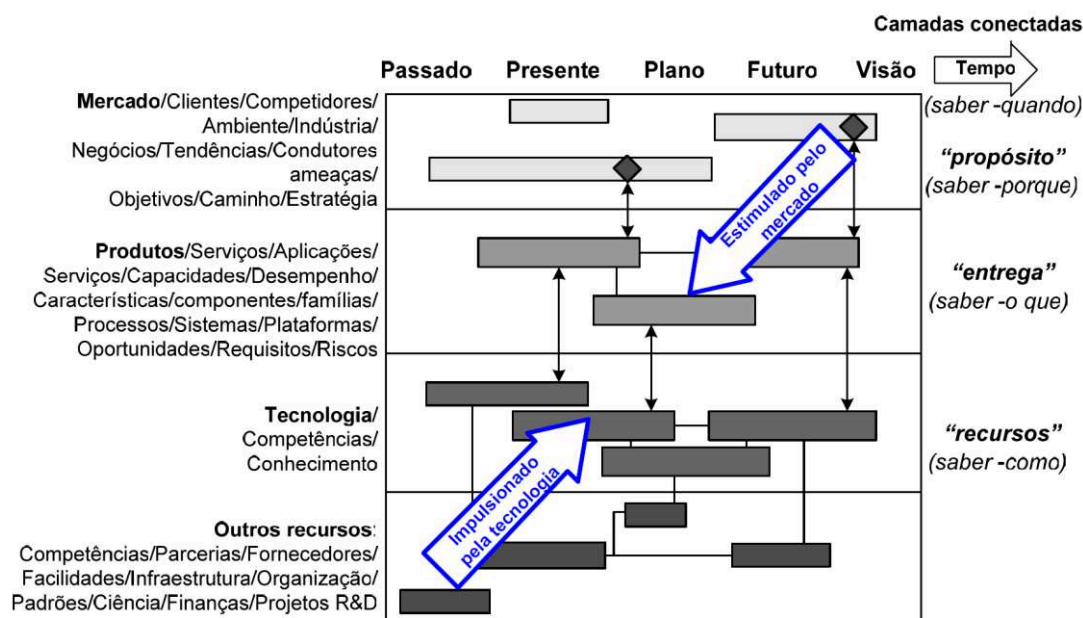 Camadas conectadas
Passado Presente Plano Futuro Visão Tempo
Mercado/Clientes/Competidores/
Ambiente/Indústria/
Negócios/Tendências/Condutores
ameaças/
Objetivos/Caminho/Estratégia
(saber -quando)
“propósito”
(saber -porque)
Estimulado pelo
mercado
Produtos/Serviços/Aplicações/
Serviços/Capacidades/Desempenho/
Características/componentes/famílias/
Processos/Sistemas/Plataformas/
Oportunidades/Requisitos/Riscos
“entrega”
(saber -o que)
Tecnologia/
Competências/
Conhecimento
“recursos”
(saber -como)
Impulsionado
pela tecnologia
Outros recursos:
Competências/Parcerias/Fornecedores/
Facilidades/Infraestrutura/Organização/
Padrões/Ciência/Finanças/Projetos R&D